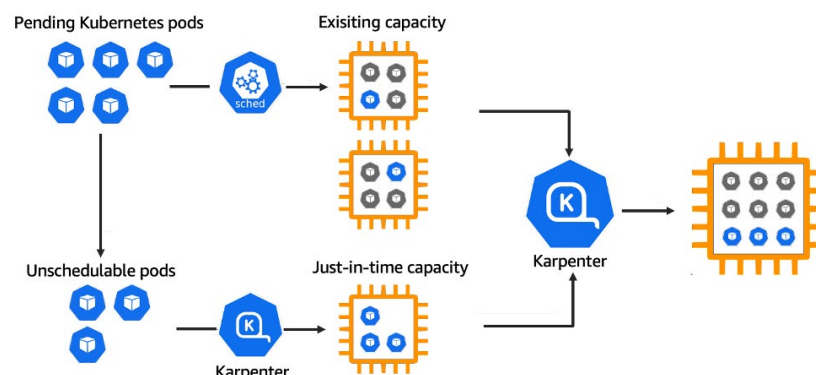 Pending Kubernetes pods
Exisiting capacity
sched
K
Karpenter
Unschedulable pods
Just-in-time capacity
K
Karpenter